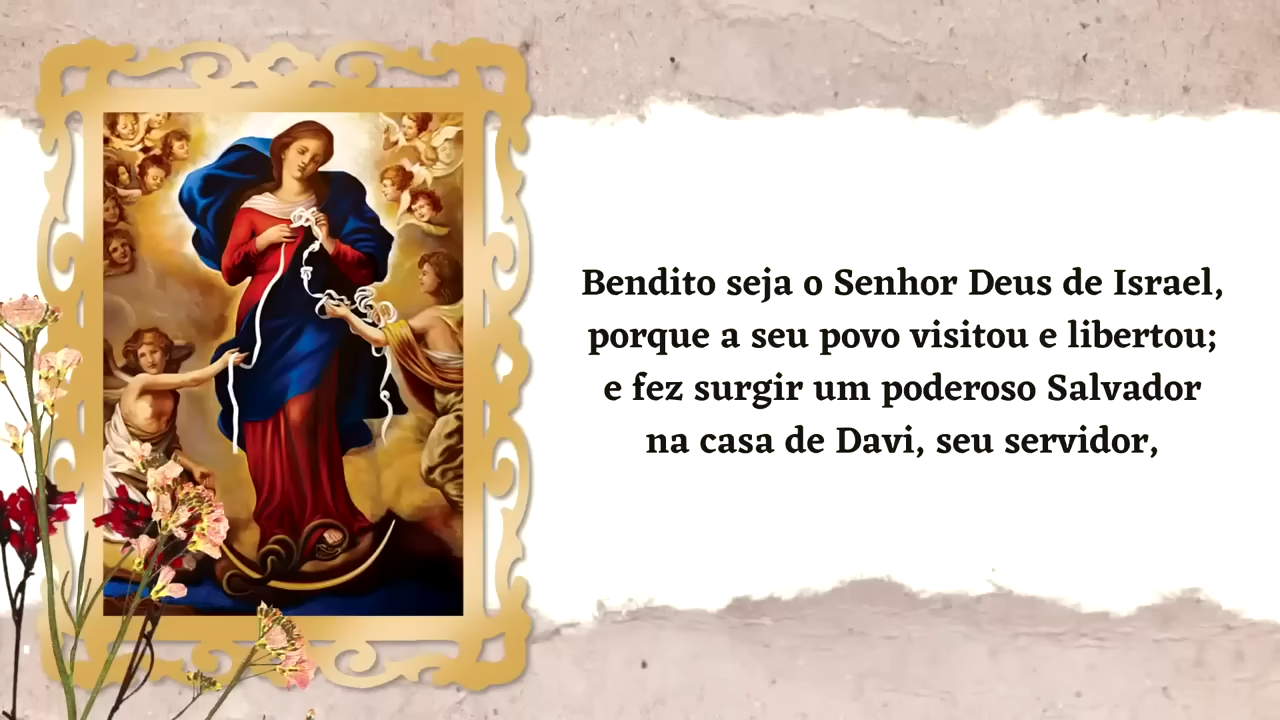 Bendito seja o Senhor Deus de Israel,
porque a seu povo visitou e libertou;
e fez surgir um poderoso Salvador
na casa de Davi, seu servidor,